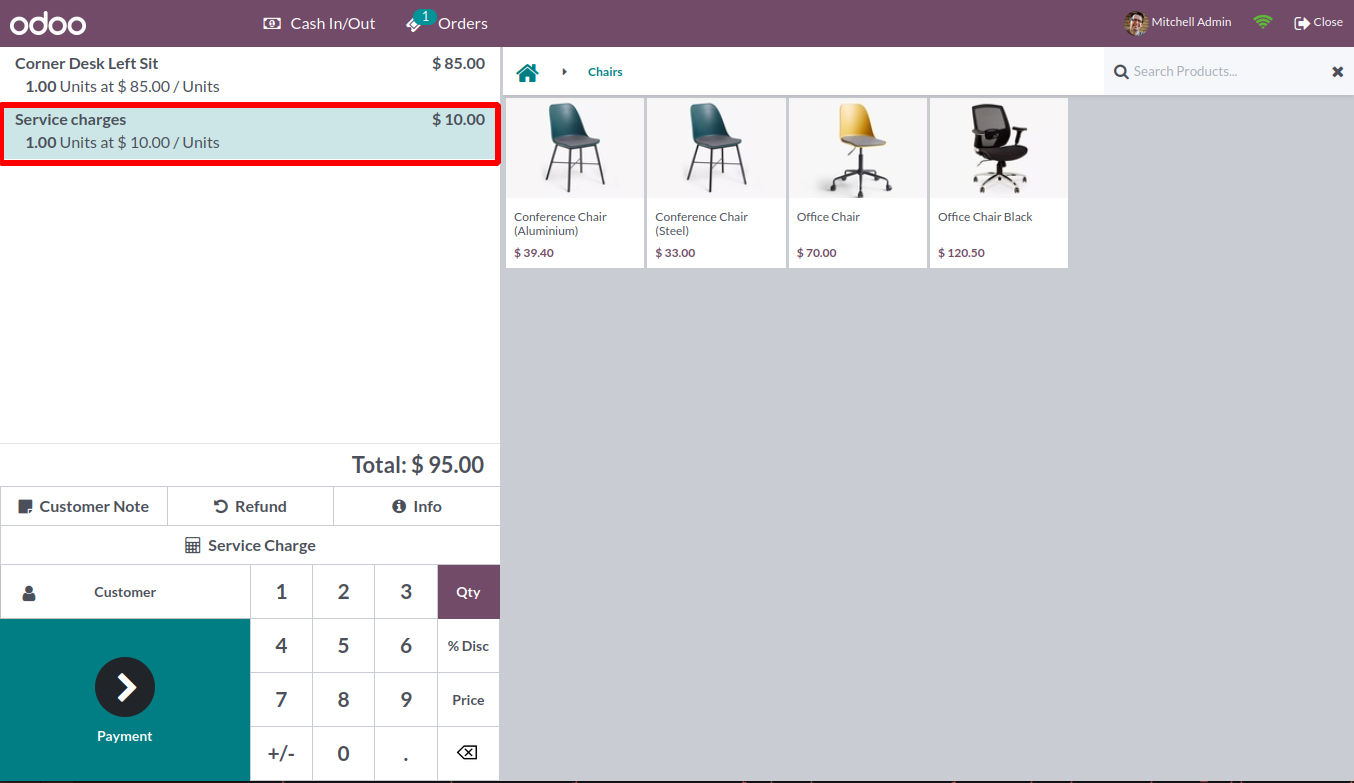 odoo
Cash In/Out
1
Orders
Mitchell Admin
Close
Corner Desk Left Sit $ 85.00
1.00 Units at $ 85.00 / Units
Service charges $ 10.00
1.00 Units at $ 10.00 / Units
Total: $ 95.00
Customer Note
Refund
Info
Service Charge
Customer
1 2 3 Qty
4 5 6 % Disc
7 8 9 Price
+/- 0 .
Payment
Chairs
Search Products...
Conference Chair
(Aluminium)
$ 39.40
Conference Chair
(Steel)
$ 33.00
Office Chair
$ 70.00
Office Chair Black
$ 120.50